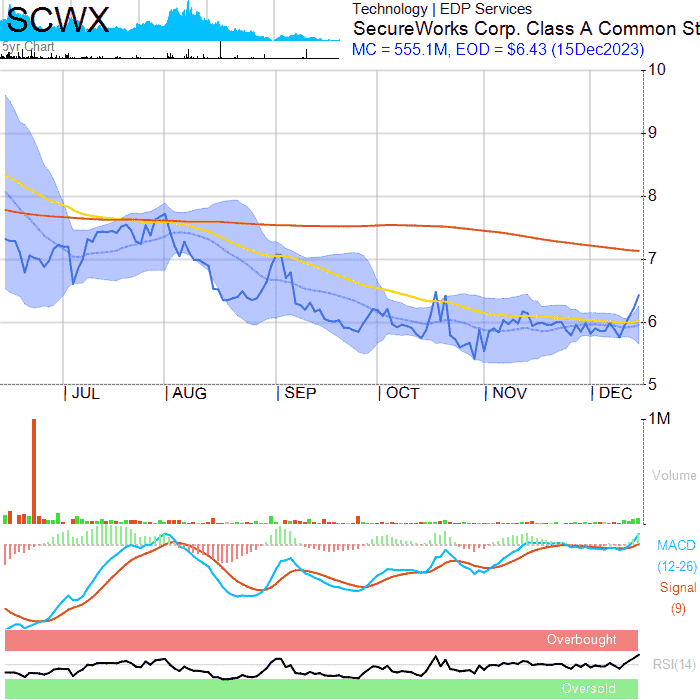 SCWX
5yr Chart
Technology | EDP Services
SecureWorks Corp. Class A Common St
MC = 555.1M, EOD = $6.43 (15Dec2023)
10
9
8
7
6
5
JUL AUG SEP OCT NOV DEC
1M
Volume
MACD
(12-26)
Signal
(9)
Overbought
RSI(14)
Oversold